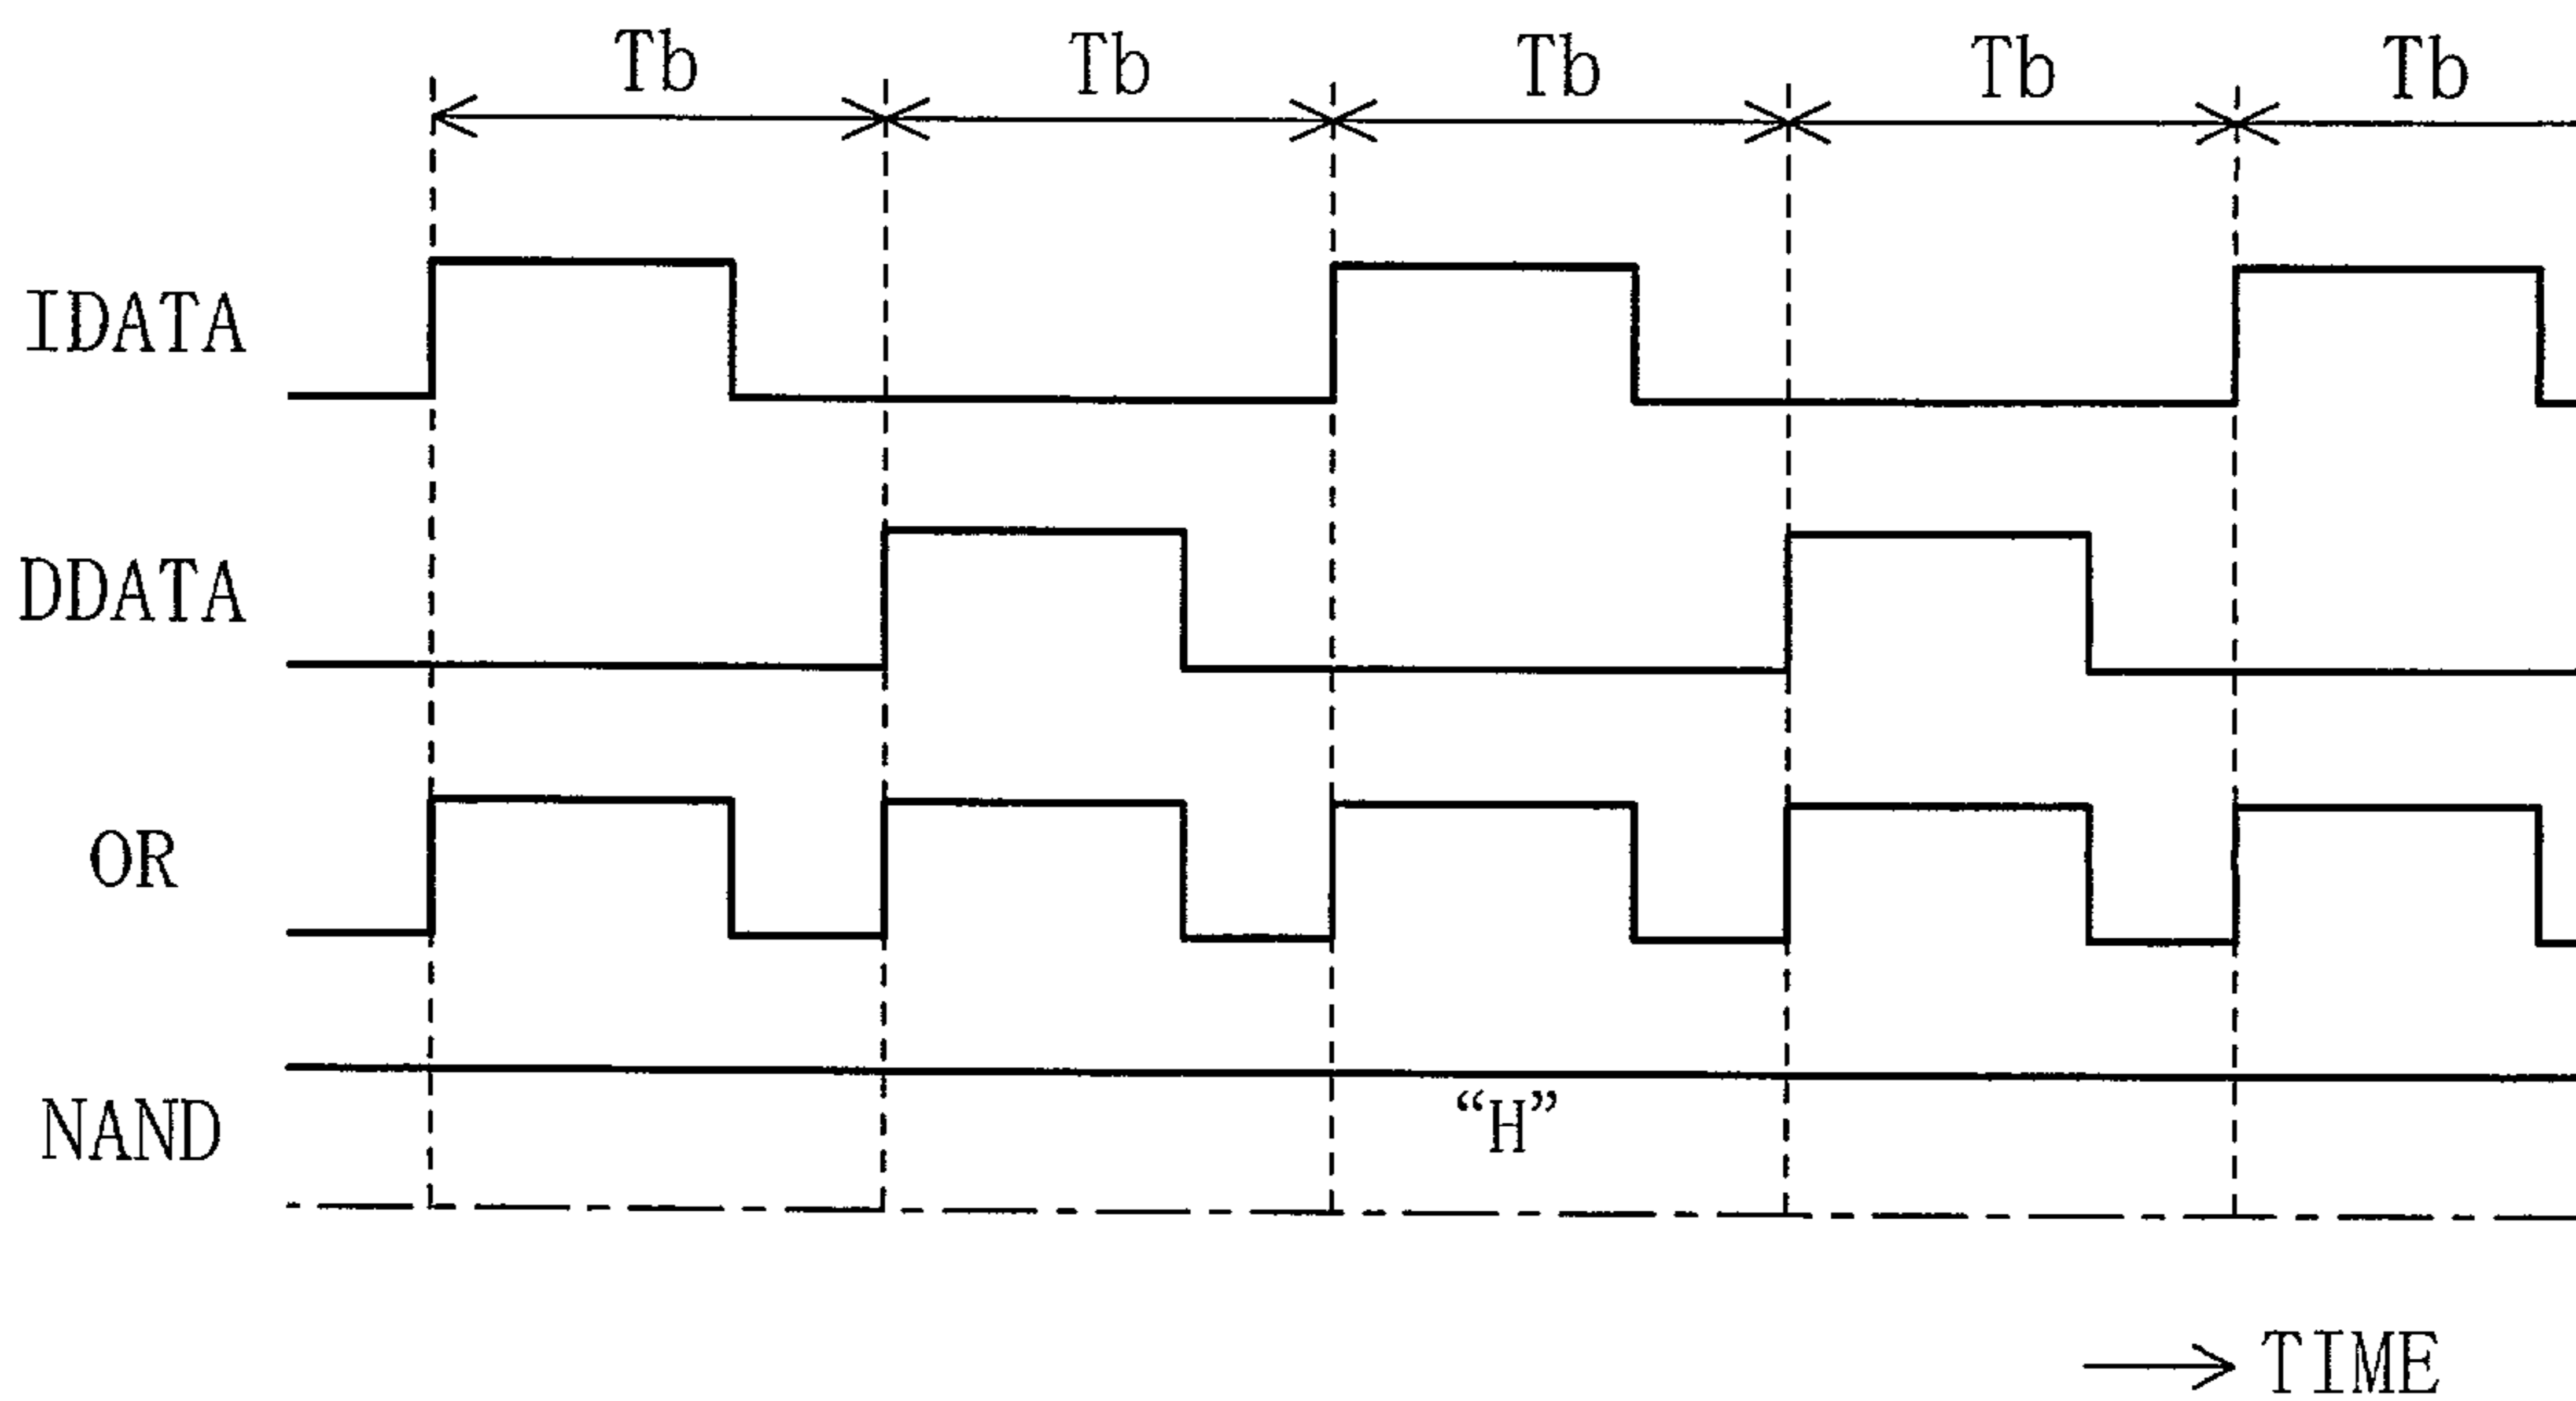 Tb Tb Tb Tb Tb
IDATA
DDATA
OR
NAND
“H”
TIME